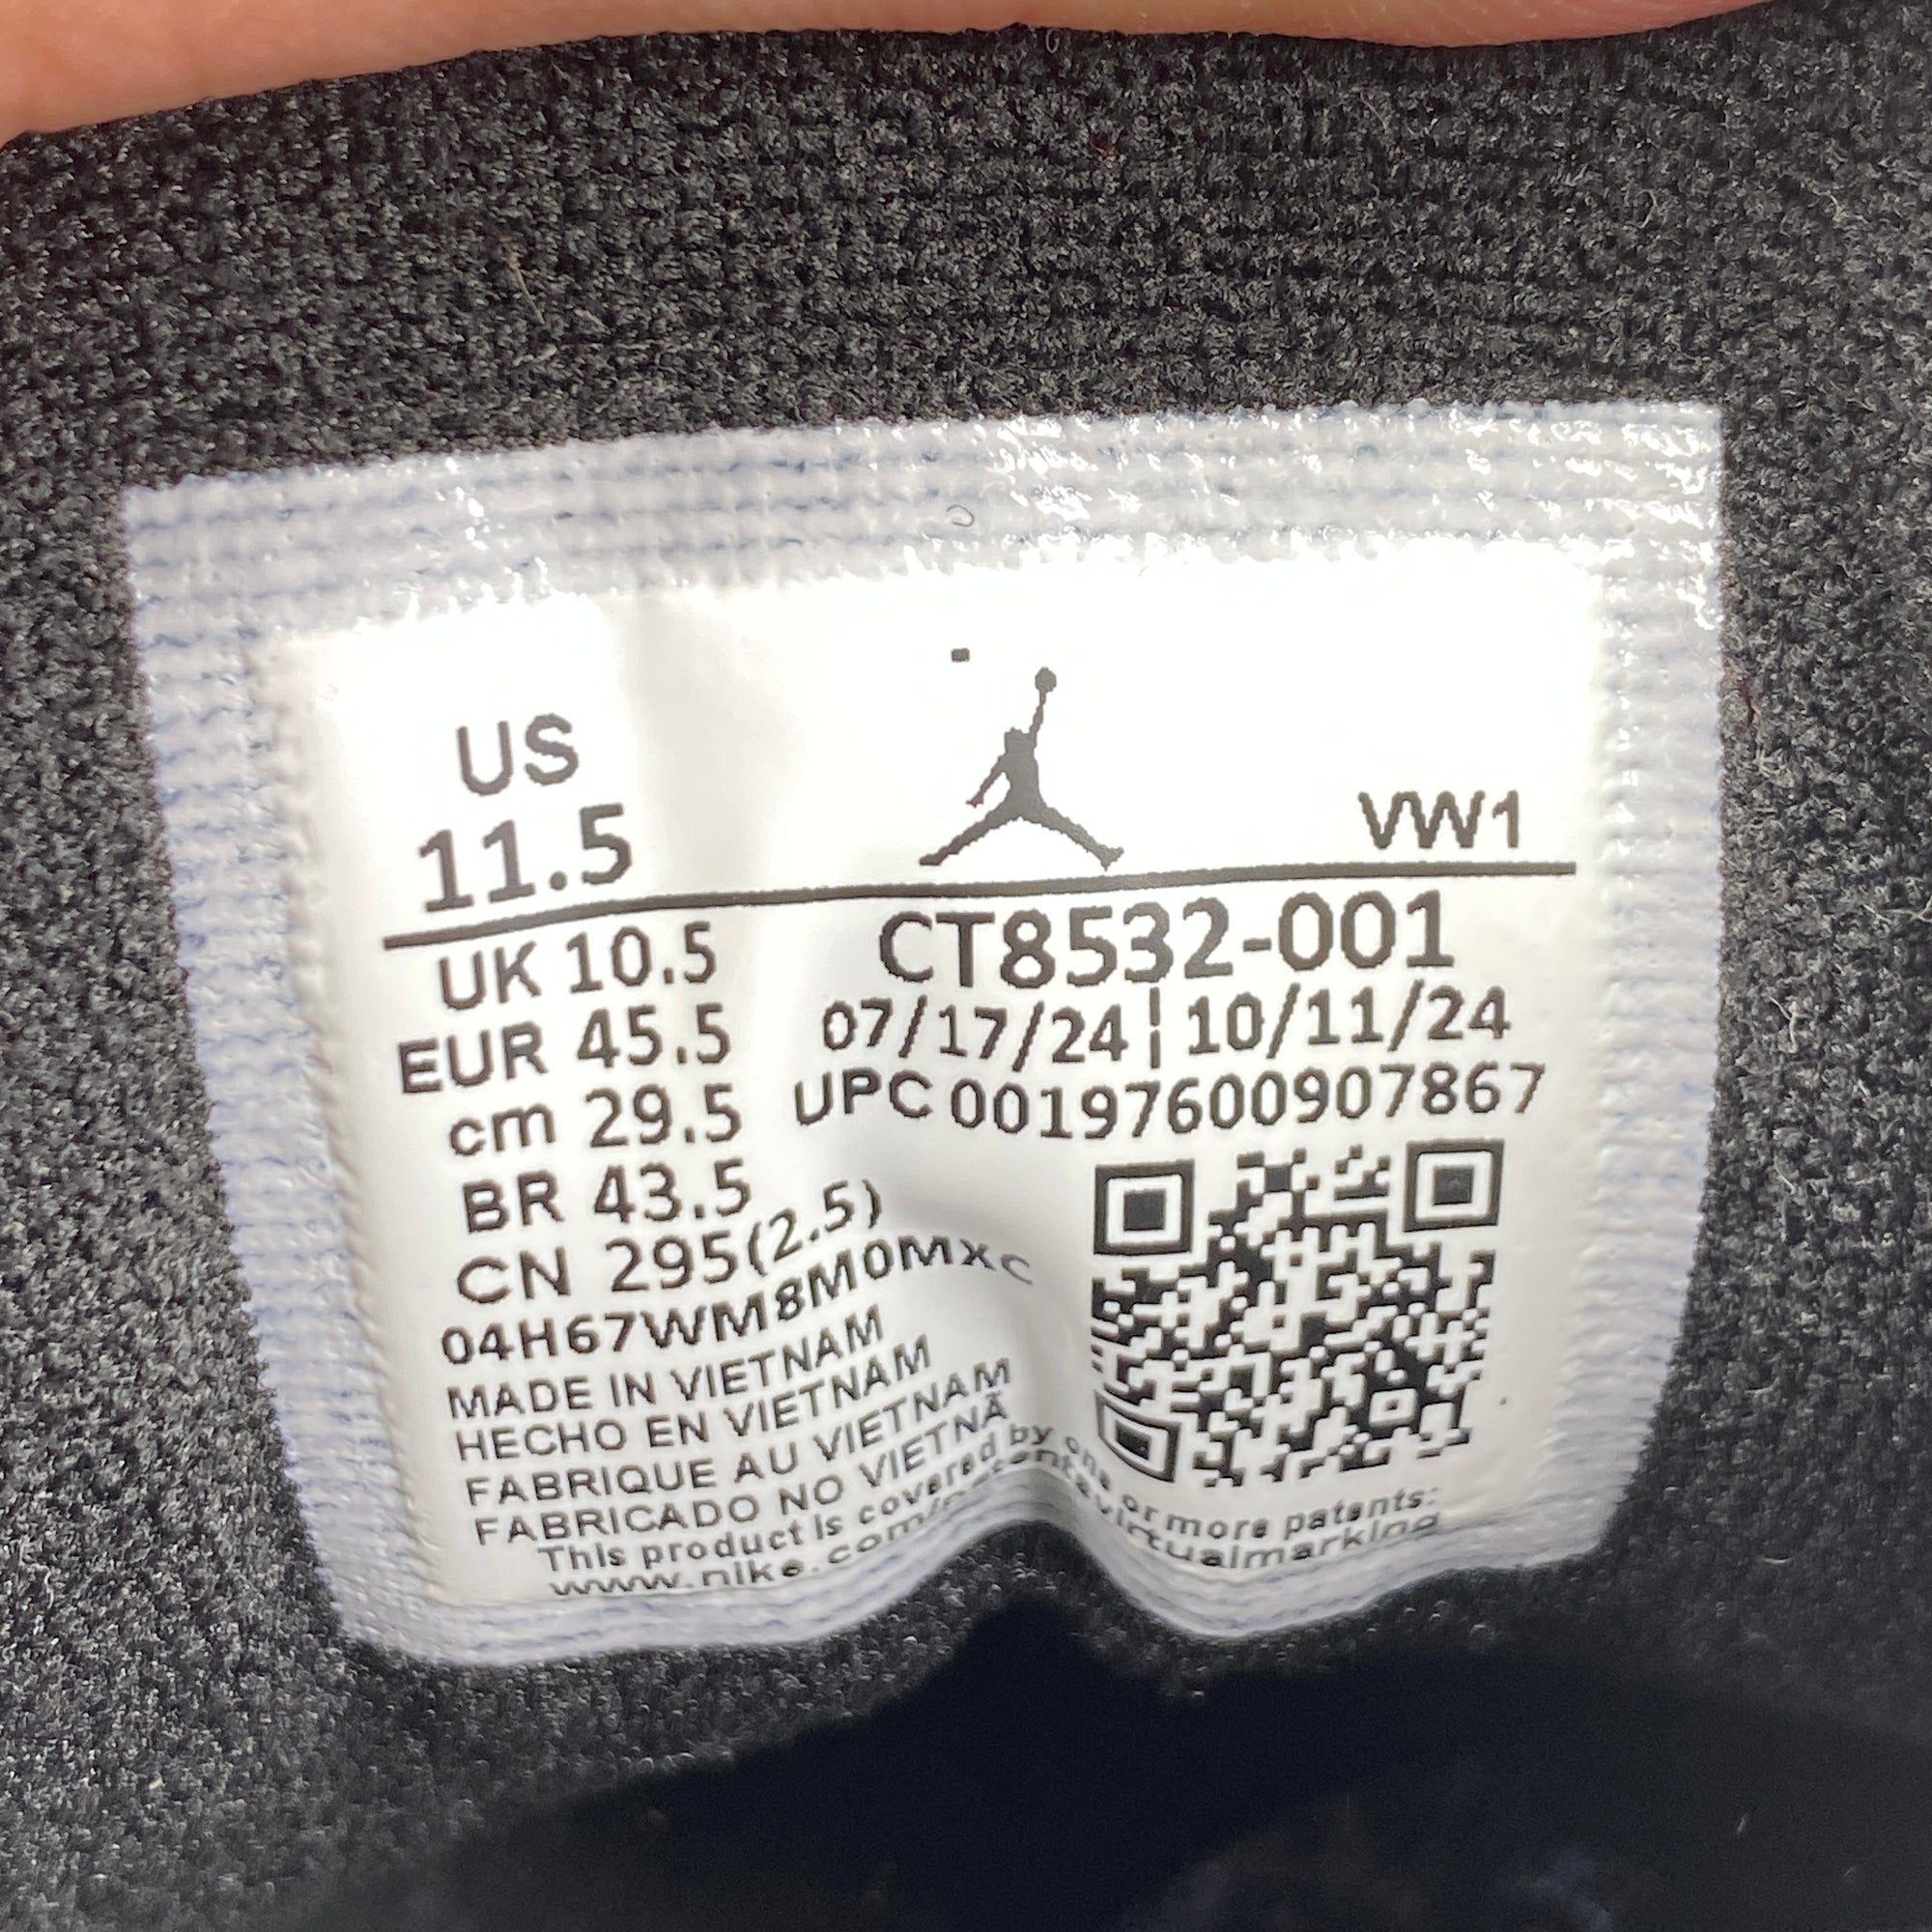 US
11.5
VW1
UK 10.5
EUR 45.5
cm 29.5
BR 43.5
CN 295(2.5)
CT8532-001
07/17/24 ¦ 10/11/24
UPC 00197600907867
04H67WM8M0MXC
MADE IN VIETNAM
HECHO EN VIETNAM
FABRIQUE AU VIETNAM
FABRICADO NO VIETNÃ
This product is covered by one or more patents:
www.nike.com/patents-virtualmarking